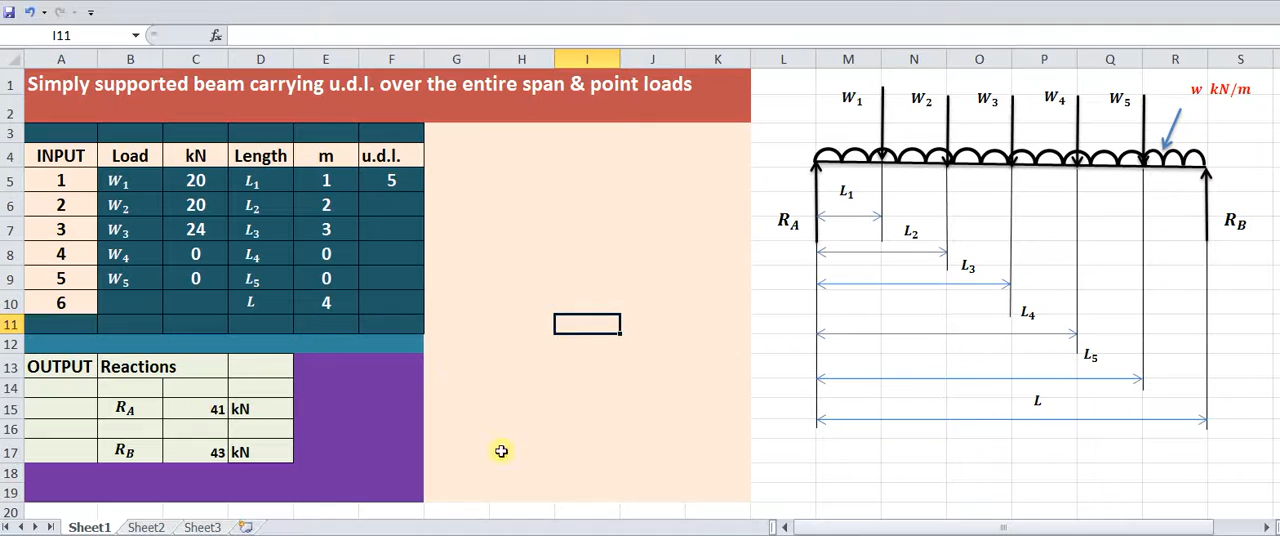 I11
fx
A B C D E F G H I J K L M N O P Q R S
1 Simply supported beam carrying u.d.l. over the entire span & point loads
2
3
4 INPUT Load kN Length m u.d.l.
5 1 W1 20 L1 1 5
6 2 W2 20 L2 2
7 3 W3 24 L3 3
8 4 W4 0 L4 0
9 5 W5 0 L5 0
10 6 L 4
11
12
13 OUTPUT Reactions
14
15 RA 41 kN
16
17 RB 43 kN
18
19
20
W1 W2 W3 W4 W5 w kN/m
L1
RA RB
L2
L3
L4
L5
L
Sheet1 Sheet2 Sheet3